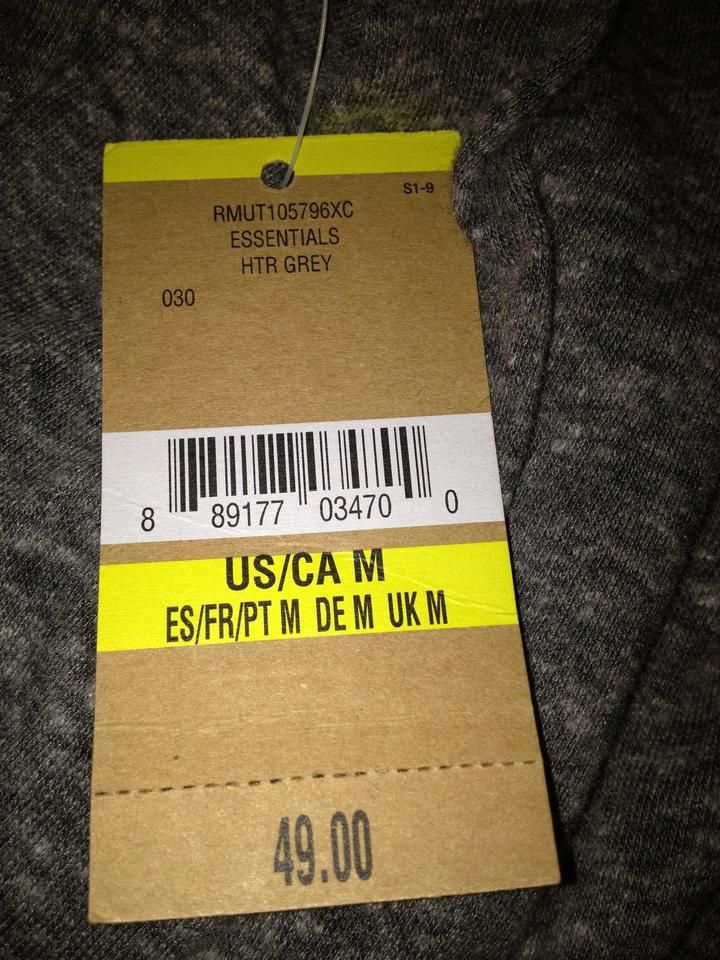 S1-9
RMUT105796XC
ESSENTIALS
HTR GREY
030
8 89177 03470 0
US/CA M
ES/FR/PT M DE M UK M
49.00